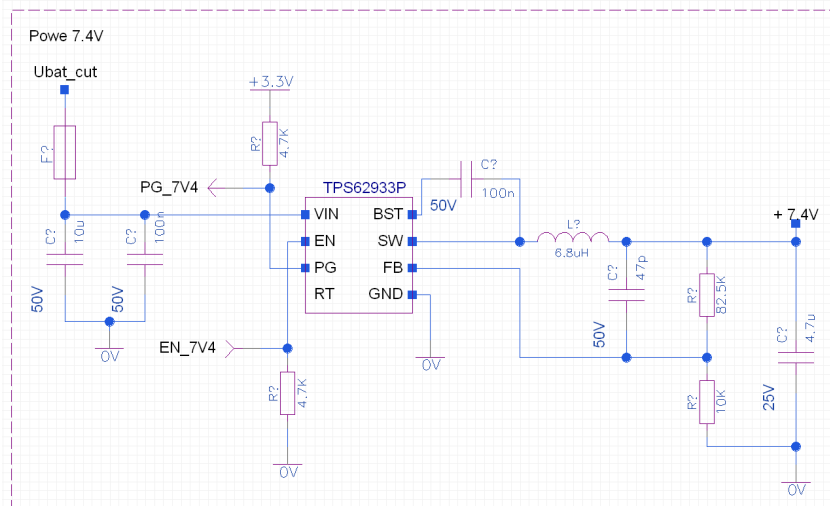 Powe 7.4V
Ubat_cut
+3.3V
F?
R?
4.7K
PG_7V4
TPS62933P
C?
100n
50V
VIN
BST
EN
SW
PG
FB
RT
GND
C?
10u
50V
C?
100n
50V
0V
EN_7V4
R?
4.7K
0V
0V
L?
6.8uH
C?
47p
50V
R?
82.5K
R?
10K
+ 7.4V
C?
4.7u
25V
0V